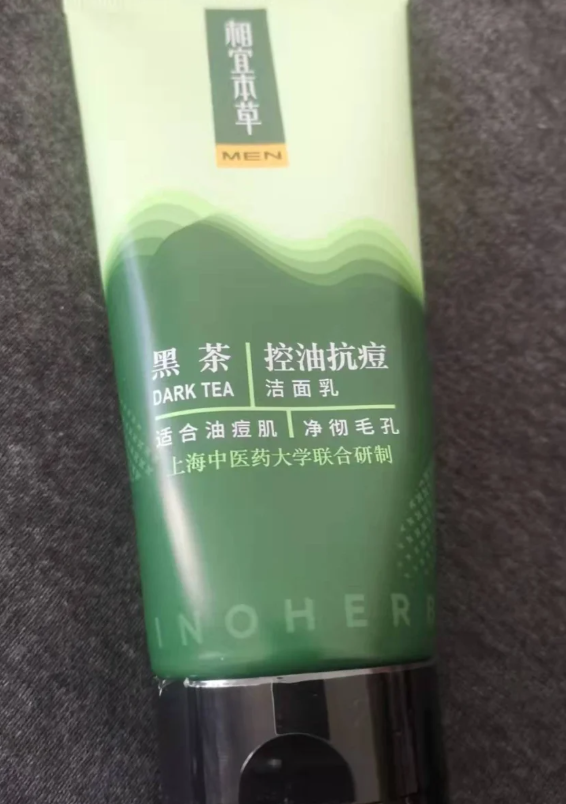 相宜本草
MEN
黑茶 控油抗痘
DARK TEA 洁面乳
适合油痘肌 净彻毛孔
上海中医药大学联合研制
INOHERB